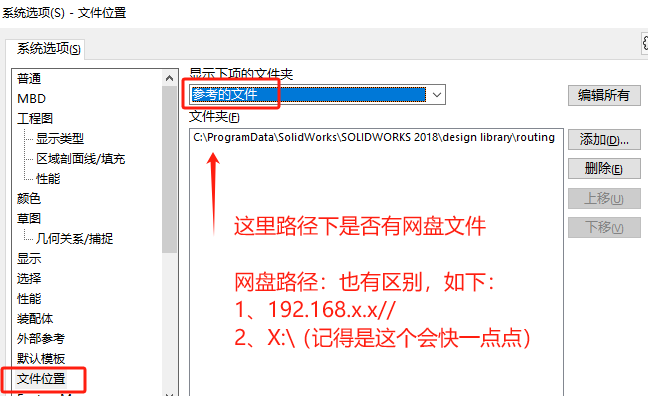 系统选项(S) - 文件位置
系统选项(S)
普通
MBD
工程图
显示类型
区域剖面线/填充
性能
颜色
草图
几何关系/捕捉
显示
选择
性能
装配体
外部参考
默认模板
文件位置
显示下项的文件夹
参考的文件
编辑所有
文件夹(F)
C:\ProgramData\SolidWorks\SOLIDWORKS 2018\design library\routing
添加(D)...
删除(E)
上移(U)
下移(V)
这里路径下是否有网盘文件
网盘路径：也有区别，如下：
1、192.168.x.x//
2、X:\（记得是这个会快一点点）